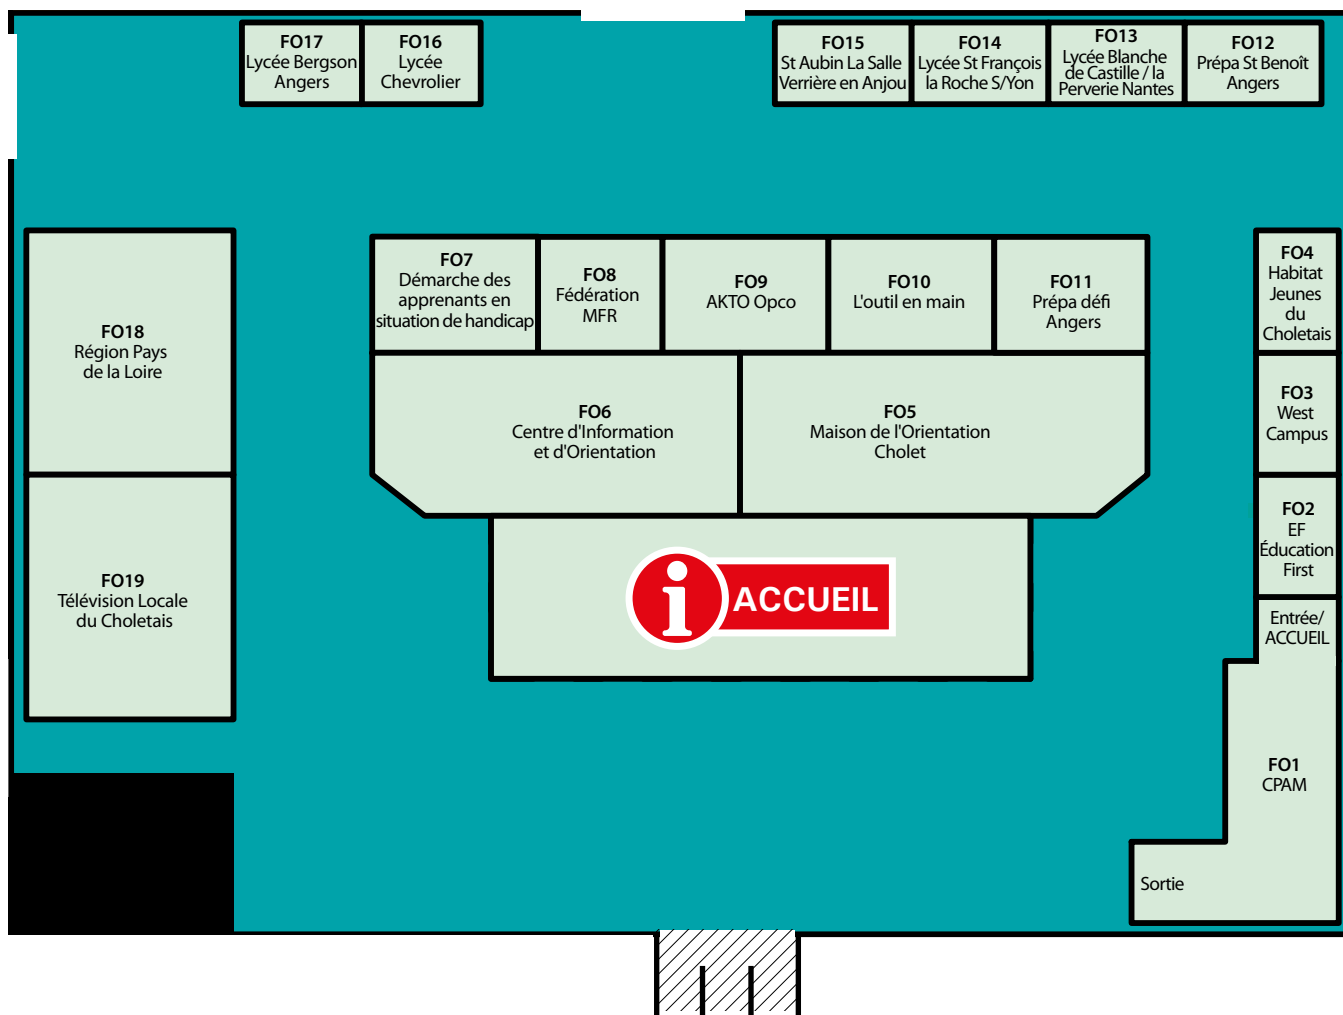 FO17
Lycée Bergson
Angers
FO16
Lycée
Chevrolier
FO15
St Aubin La Salle
Verrière en Anjou
FO14
Lycée St François
la Roche S/Yon
FO13
Lycée Blanche
de Castille / la
Perverie Nantes
FO12
Prépa St Benoît
Angers
FO18
Région Pays
de la Loire
FO7
Démarche des
apprenants en
situation de handicap
FO8
Fédération
MFR
FO9
AKTO Opco
FO10
L'outil en main
FO11
Prépa défi
Angers
FO4
Habitat
Jeunes
du
Choletais
FO6
Centre d'Information
et d'Orientation
FO5
Maison de l'Orientation
Cholet
FO3
West
Campus
FO19
Télévision Locale
du Choletais
i ACCUEIL
FO2
EF
Éducation
First
Entrée/
ACCUEIL
FO1
CPAM
Sortie